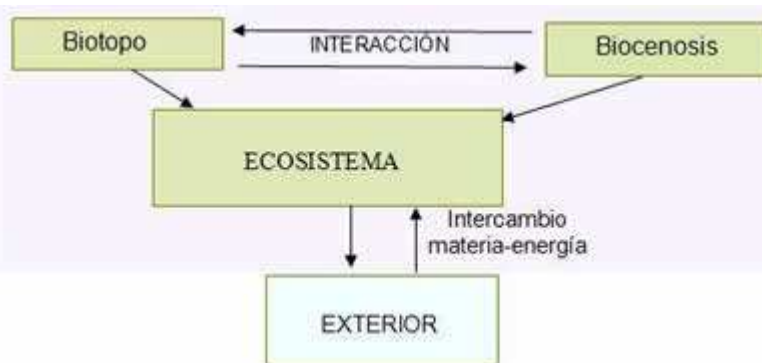 Biotopo
INTERACCIÓN
Biocenosis
ECOSISTEMA
Intercambio
materia-energía
EXTERIOR